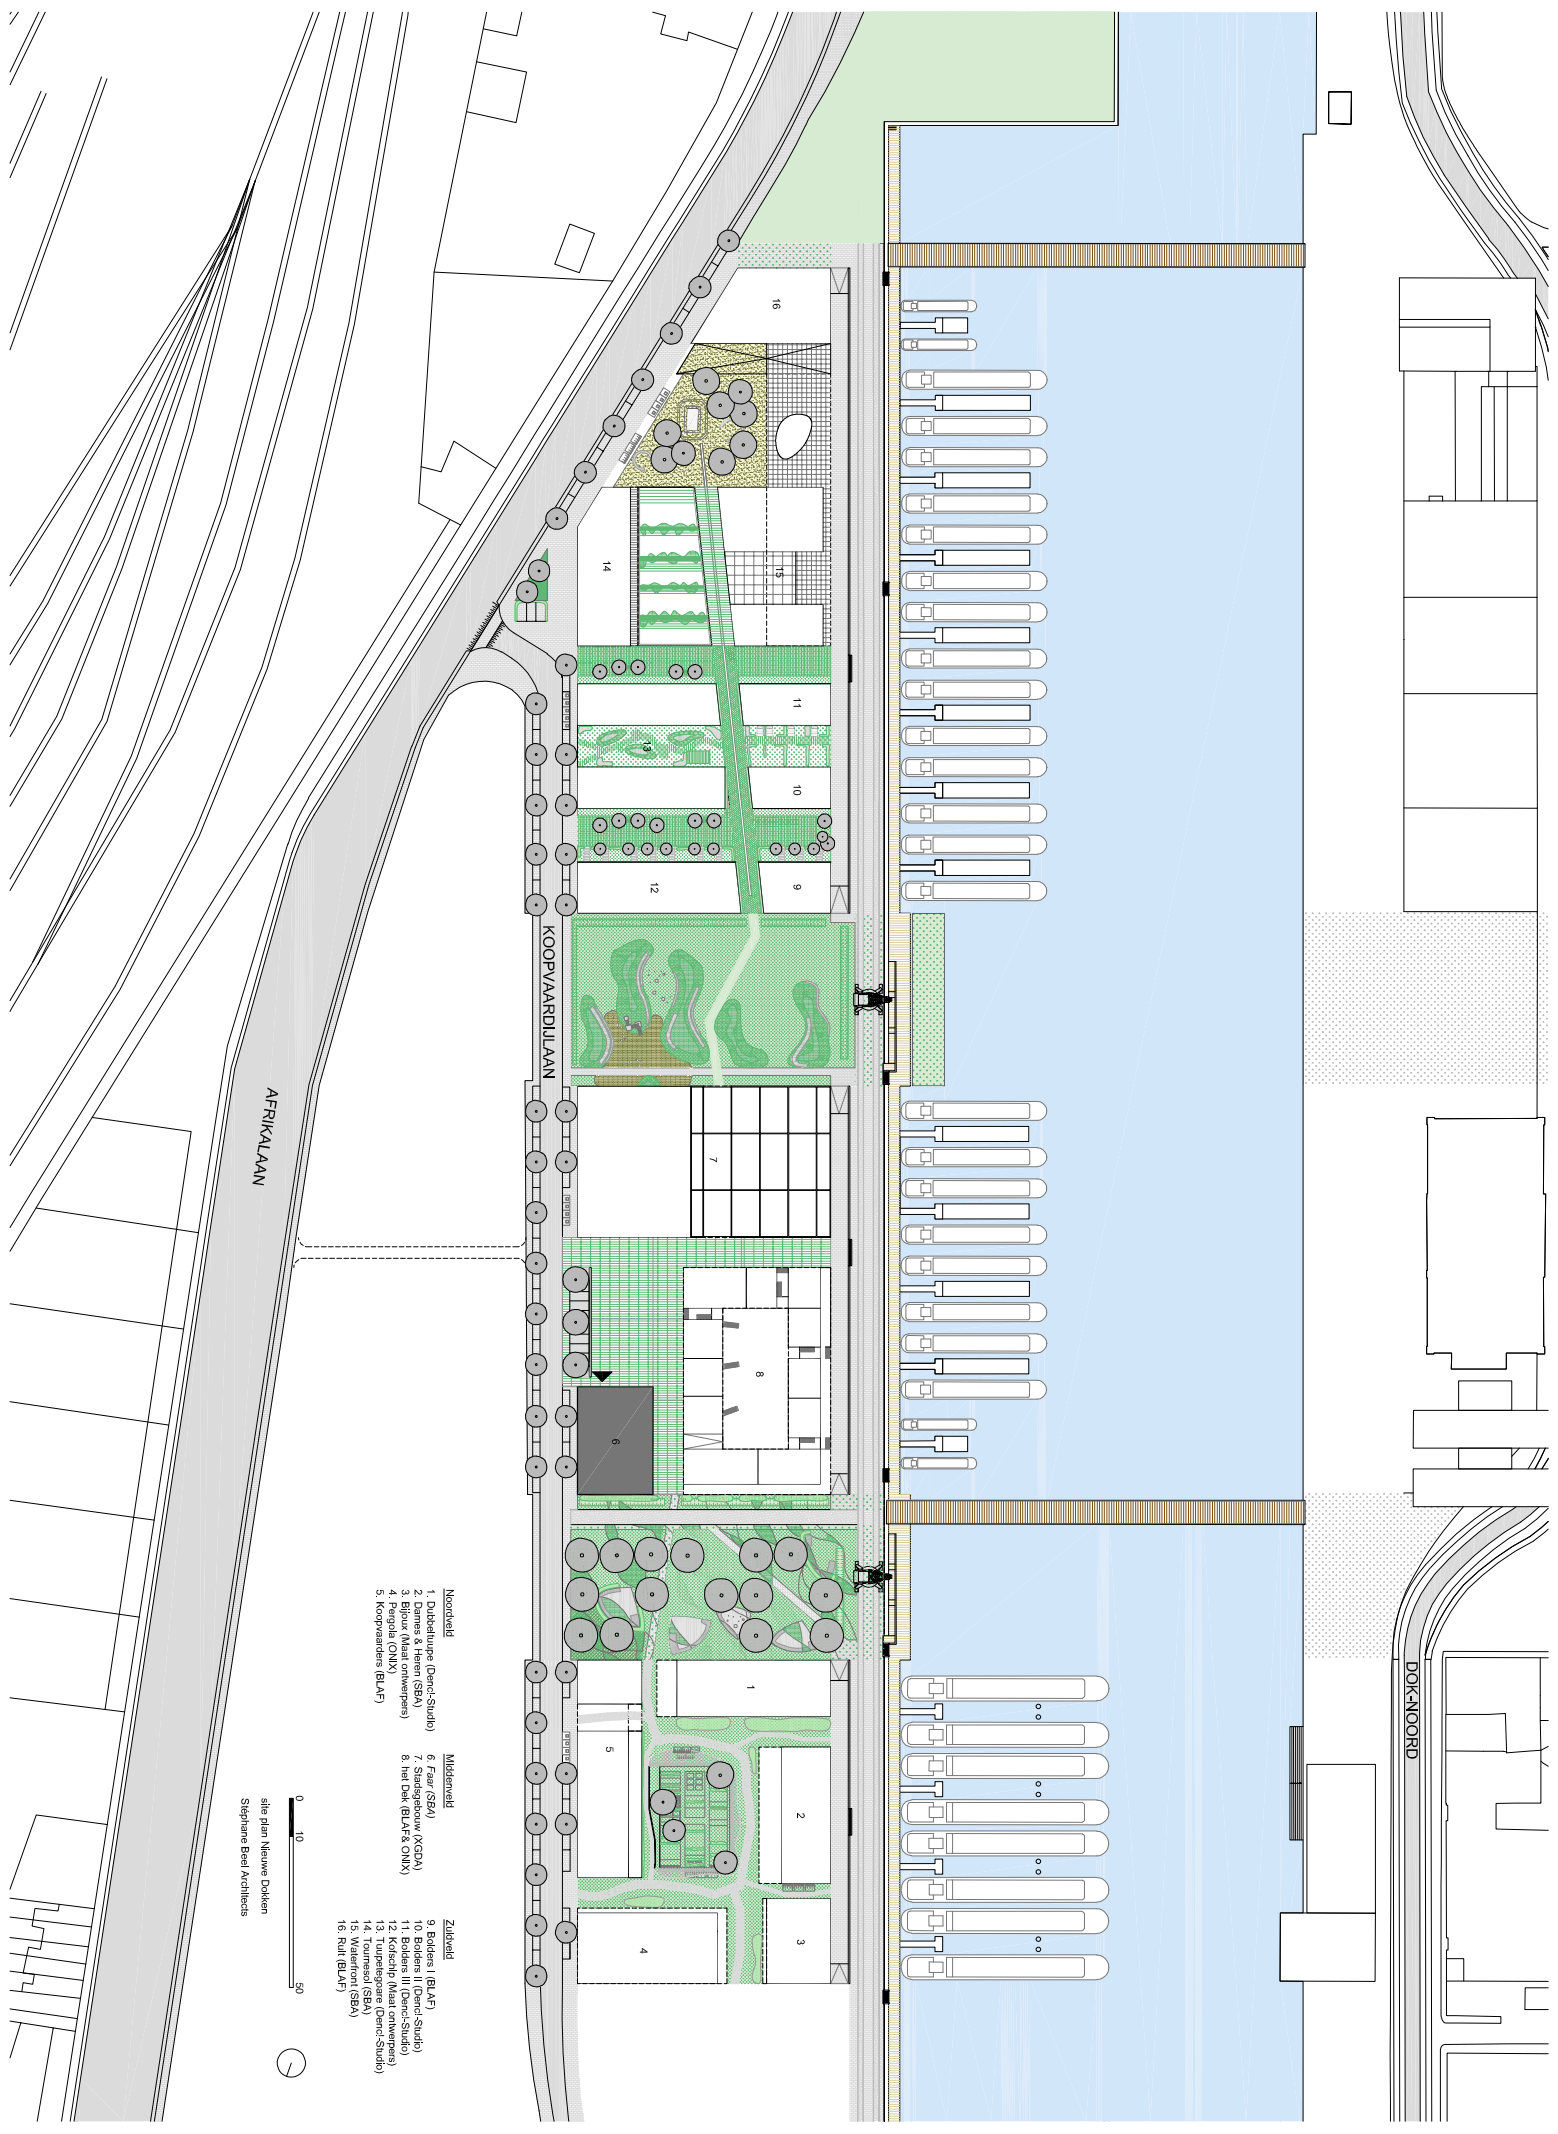 KOOPVAARDIJLAAN
AFRIKALAAN
DOK-NOORD
16
15
14
11
13
10
12
9
7
8
6
1
5
2
4
3
Noordveld
1. Dubbeltuupe (Denc!-Studio)
2. Dames & Heren (SBA)
3. Bijoux (Maat ontwerpers)
4. Pergola (ONIX)
5. Koopvaarders (BLAF)
Middenveld
6. Faar (SBA)
7. Stadsgebouw (XGDA)
8. het Dek (BLAF& ONIX)
Zuidveld
9. Bolders I (BLAF)
10. Bolders II (Denc!-Studio)
11. Bolders III (Denc!-Studio)
12. Kofschip (Maat ontwerpers)
13. Tuupetegoare (Denc!-Studio)
14. Tournesol (SBA)
15. Waterfront (SBA)
16. Ruit (BLAF)
0 10 50
site plan Nieuwe Dokken
Stéphane Beel Architects